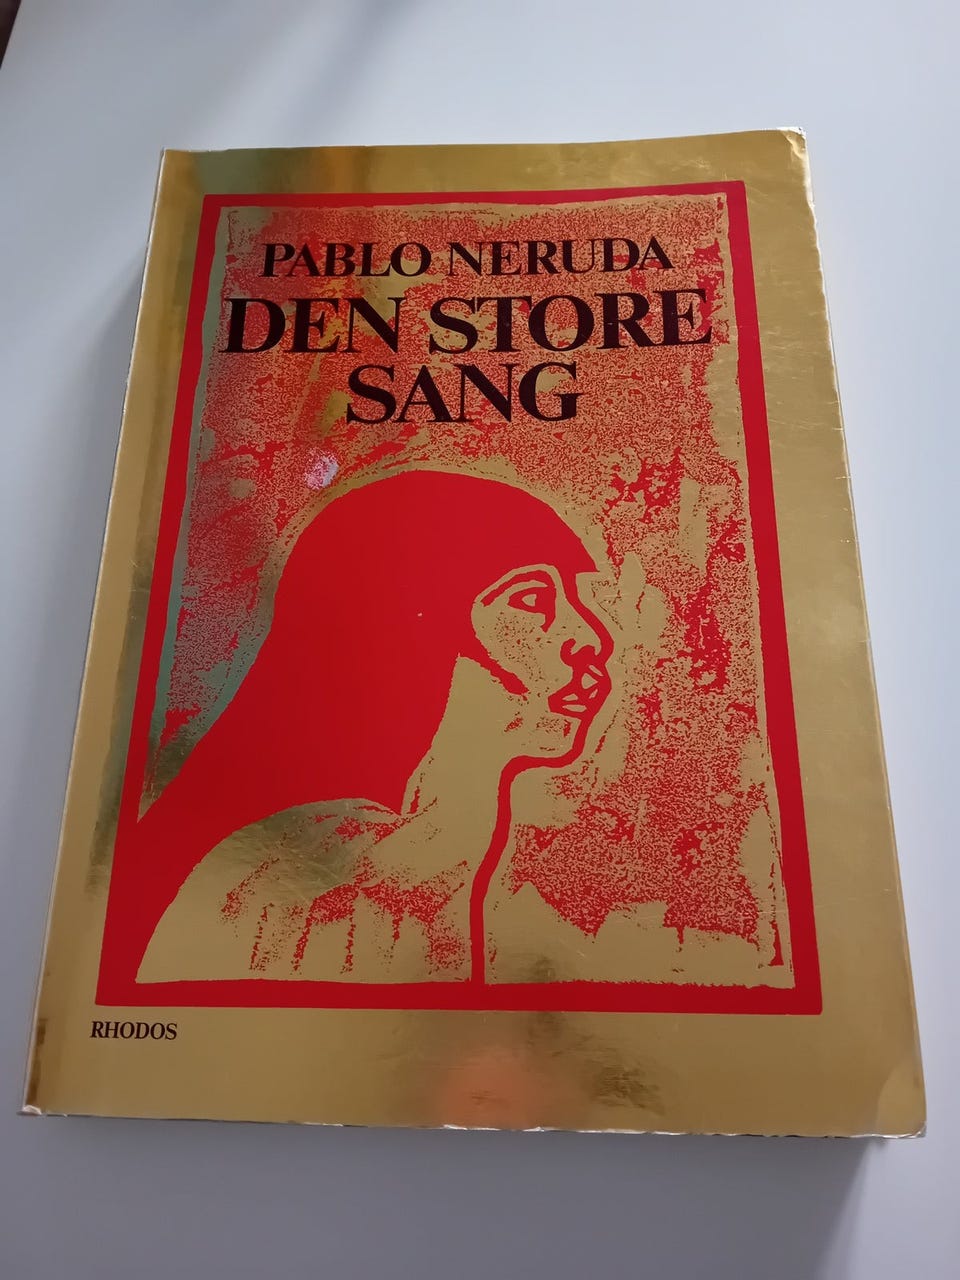 PABLO NERUDA
DEN STORE
SANG
RHODOS